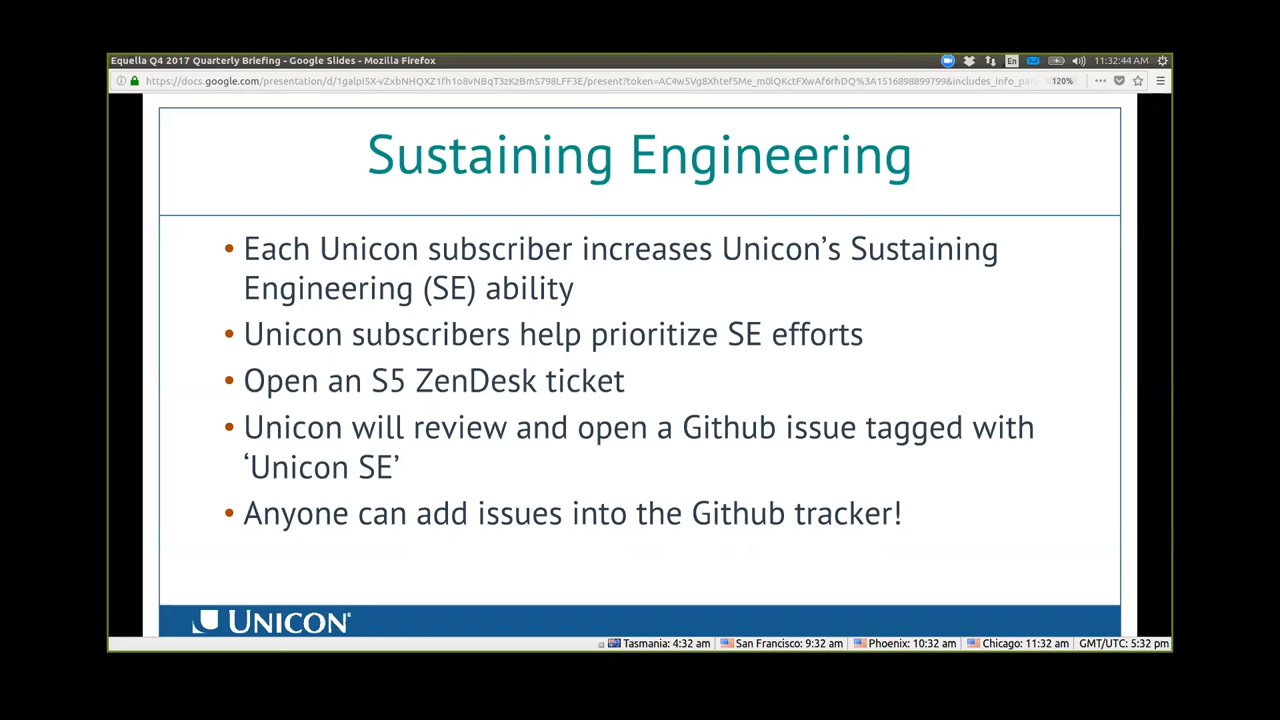 Equella Q4 2017 Quarterly Briefing - Google Slides - Mozilla Firefox
En
11:32:44 AM
120%
Sustaining Engineering
• Each Unicon subscriber increases Unicon’s Sustaining
Engineering (SE) ability
• Unicon subscribers help prioritize SE efforts
• Open an S5 ZenDesk ticket
• Unicon will review and open a Github issue tagged with
‘Unicon SE’
• Anyone can add issues into the Github tracker!
UNICON®
Tasmania: 4:32 am
San Francisco: 9:32 am
Phoenix: 10:32 am
Chicago: 11:32 am
GMT/UTC: 5:32 pm